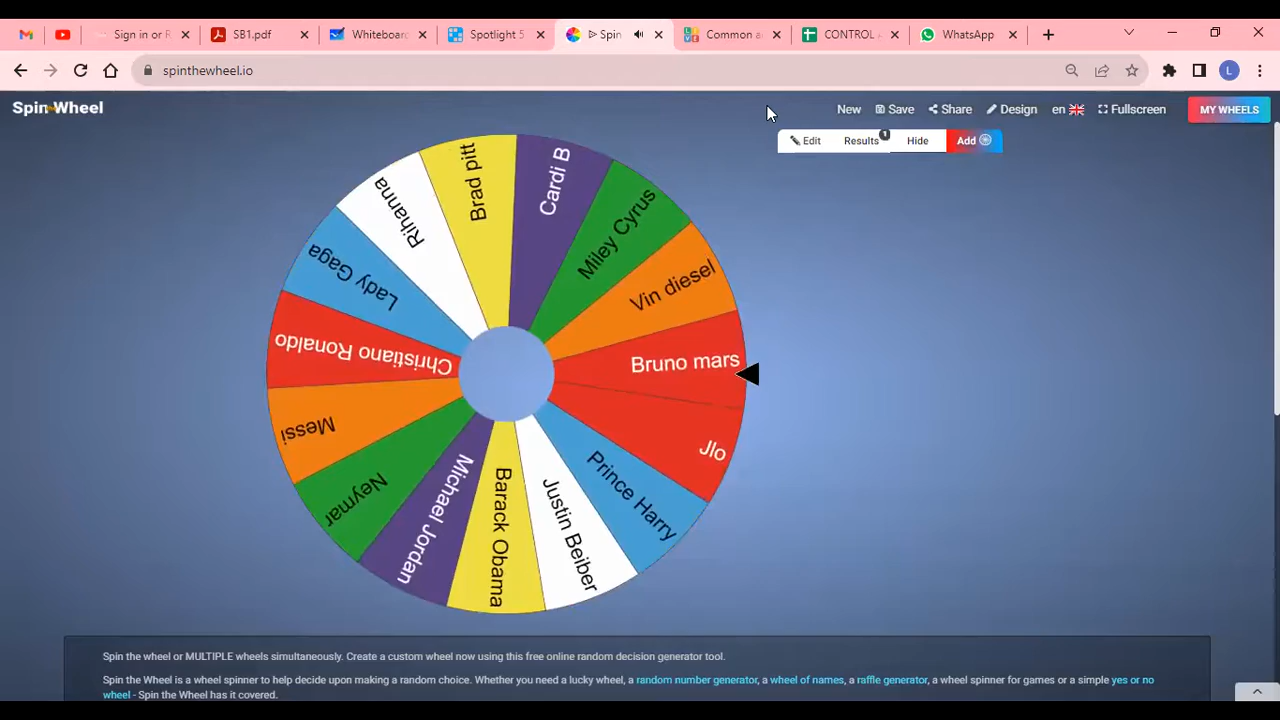 Sign in or R
SB1.pdf
Whiteboard
Spotlight 5
Spin
Common a
CONTROL
WhatsApp
spinthewheel.io
L
Spin Wheel
New
Save
Share
Design
en
Fullscreen
MY WHEELS
Edit
Results
1
Hide
Add
Brad pitt
Cardi B
Miley Cyrus
Vin diesel
Bruno mars
Jlo
Prince Harry
Justin Beiber
Barack Obama
Michael Jordan
Neymar
Messi
Christiano Ronaldo
Lady Gaga
Rihanna
Spin the wheel or MULTIPLE wheels simultaneously. Create a custom wheel now using this free online random decision generator tool.
Spin the Wheel is a wheel spinner to help decide upon making a random choice. Whether you need a lucky wheel, a random number generator, a wheel of names, a raffle generator, a wheel spinner for games or a simple yes or no
wheel - Spin the Wheel has it covered.